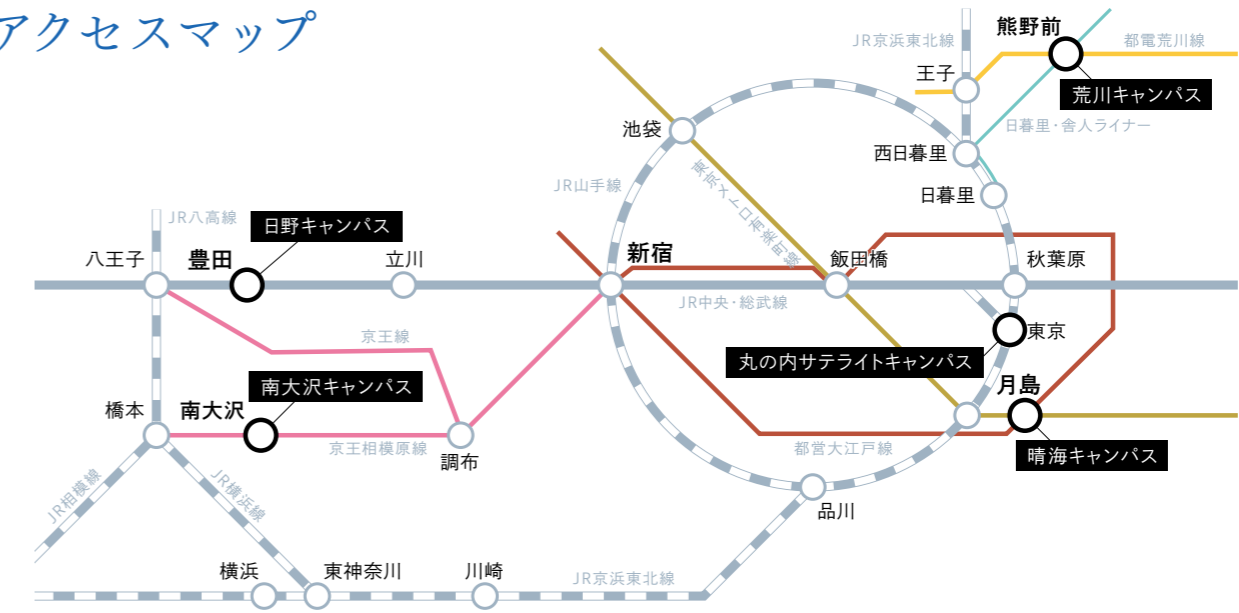 アクセスマップ
熊野前
JR京浜東北線
都電荒川線
王子
荒川キャンパス
池袋
日暮里・舎人ライナー
西日暮里
東京メトロ有楽町線
JR山手線
日暮里
JR八高線
日野キャンパス
八王子
豊田
立川
新宿
飯田橋
秋葉原
JR中央・総武線
京王線
東京
丸の内サテライトキャンパス
南大沢キャンパス
月島
橋本
南大沢
京王相模原線
調布
都営大江戸線
晴海キャンパス
JR相模線
JR横浜線
品川
横浜
東神奈川
川崎
JR京浜東北線